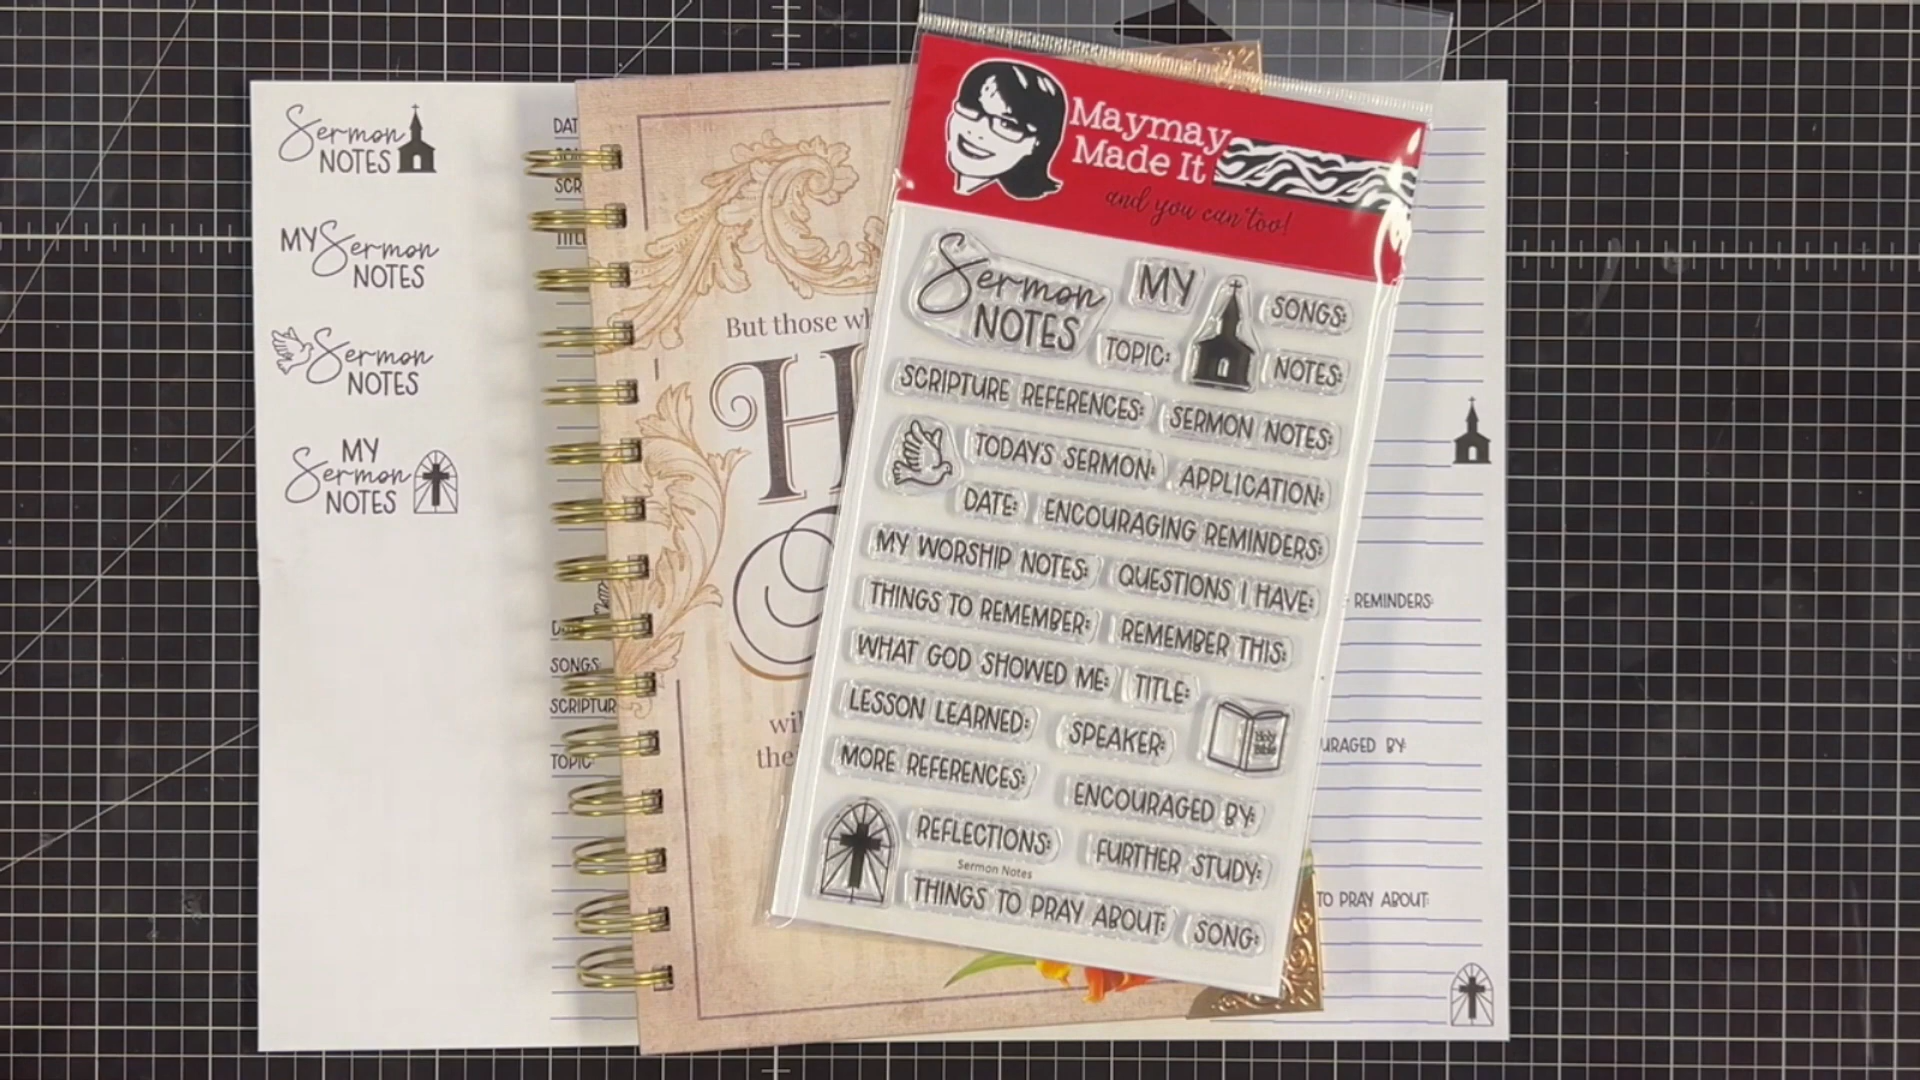 Sermon
NOTES
MY Sermon
NOTES
Sermon
NOTES
MY
Sermon
NOTES
SONGS:
TOPIC:
But those
H
Maymay
Made It
and you can too!
Sermon
NOTES
MY
SONGS:
TOPIC:
NOTES:
SCRIPTURE REFERENCES:
SERMON NOTES:
TODAY'S SERMON:
APPLICATION:
DATE:
ENCOURAGING REMINDERS:
MY WORSHIP NOTES:
QUESTIONS I HAVE:
THINGS TO REMEMBER:
REMEMBER THIS:
WHAT GOD SHOWED ME:
TITLE:
LESSON LEARNED:
SPEAKER:
Holy
Bible
MORE REFERENCES:
ENCOURAGED BY:
REFLECTIONS:
FURTHER STUDY:
Sermon Notes
THINGS TO PRAY ABOUT:
SONG:
REMINDERS:
BY:
TO PRAY ABOUT: